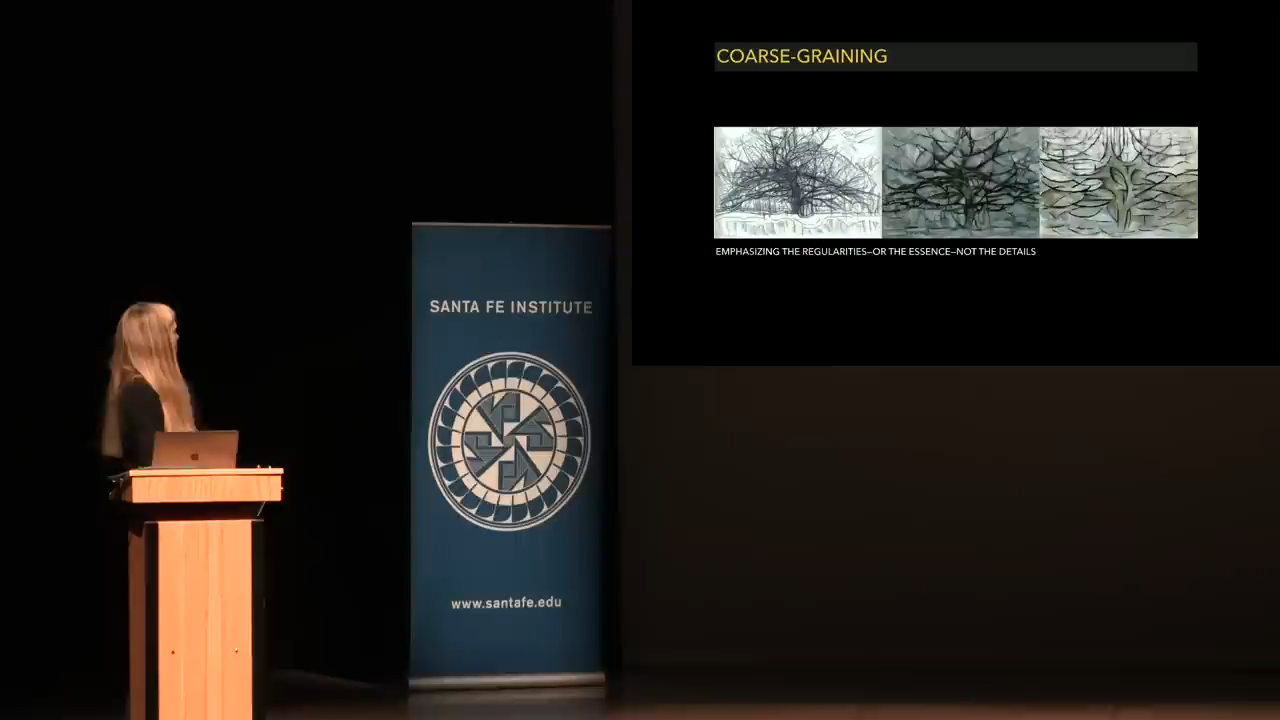 COARSE-GRAINING
EMPHASIZING THE REGULARITIES—OR THE ESSENCE—NOT THE DETAILS
SANTA FE INSTITUTE
www.santafe.edu